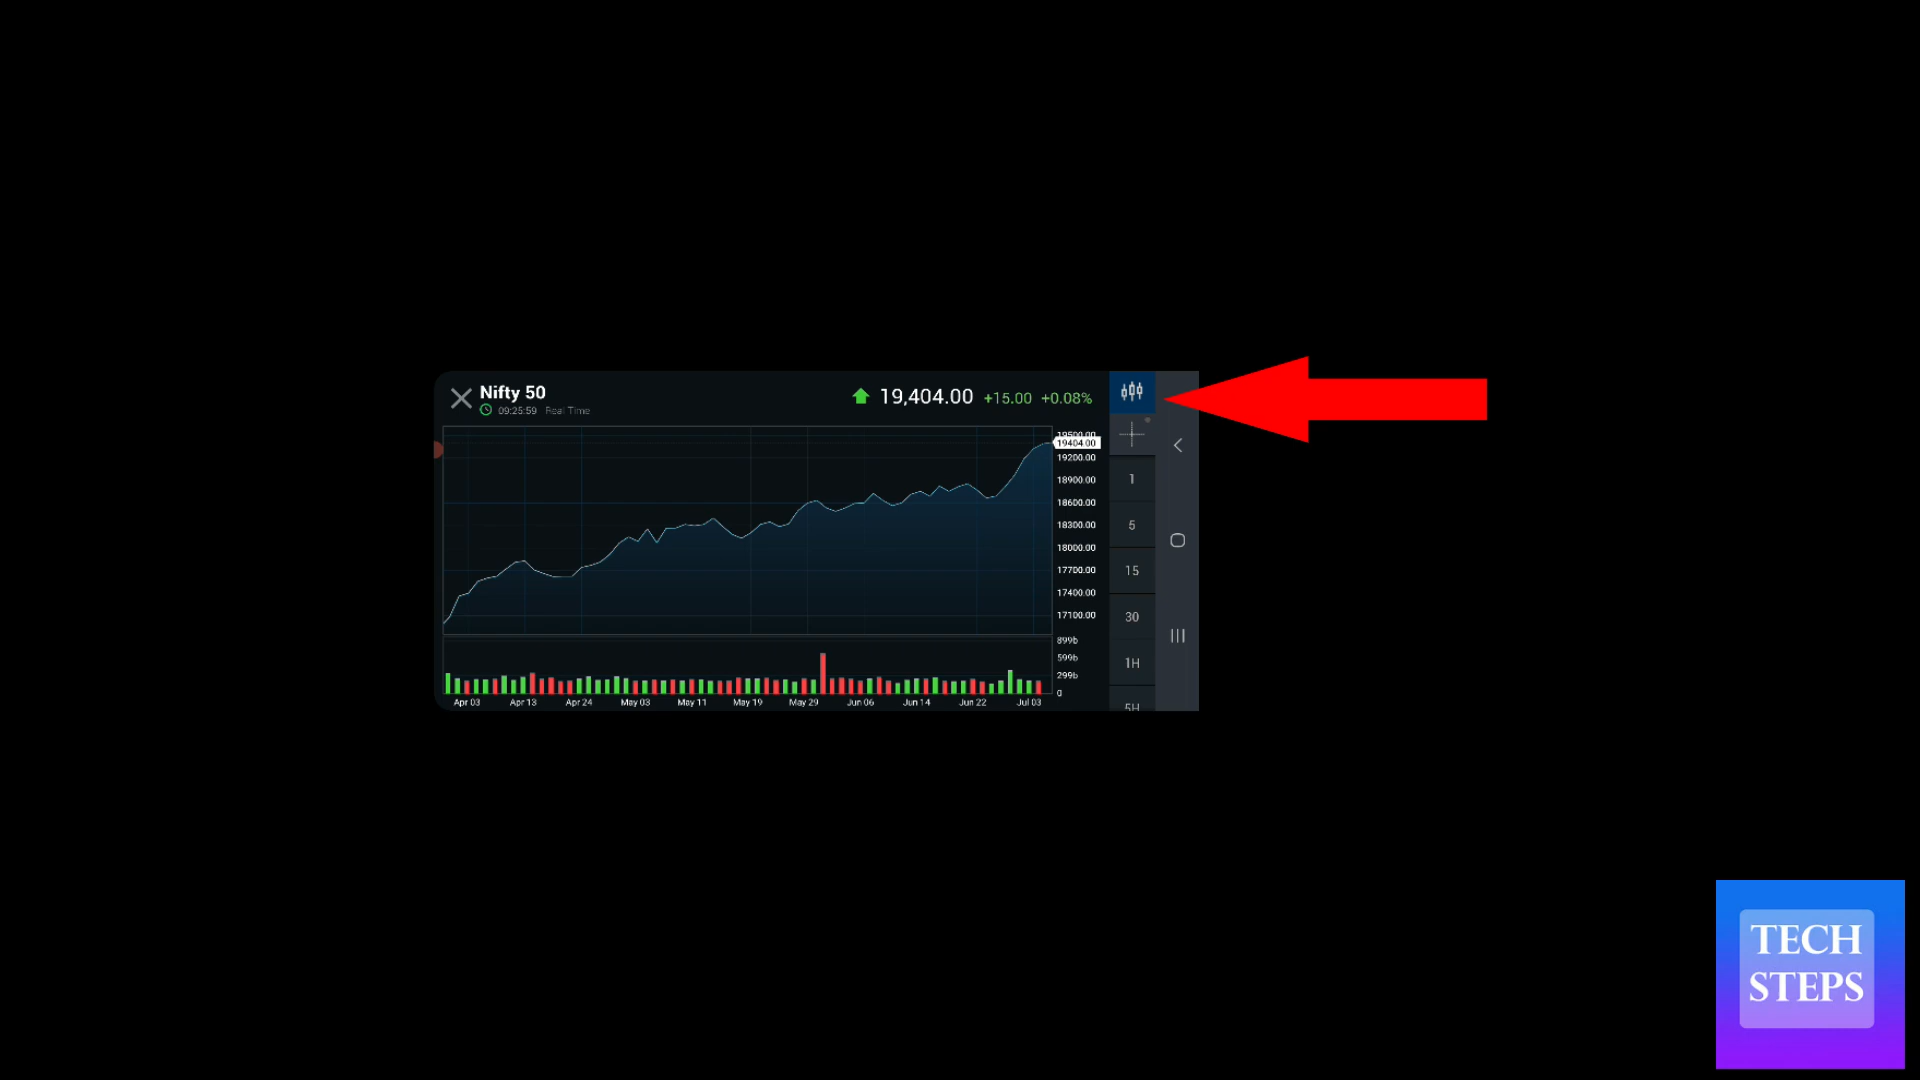 Nifty 50
09:25:59 Real Time
19,404.00 +15.00 +0.08%
19404.00
19200.00
18900.00
18600.00
18300.00
18000.00
17700.00
17400.00
17100.00
899b
599b
299b
0
Apr 03 Apr 13 Apr 24 May 03 May 11 May 19 May 29 Jun 06 Jun 14 Jun 22 Jul 03
1
5
15
30
1H
5H
TECH
STEPS